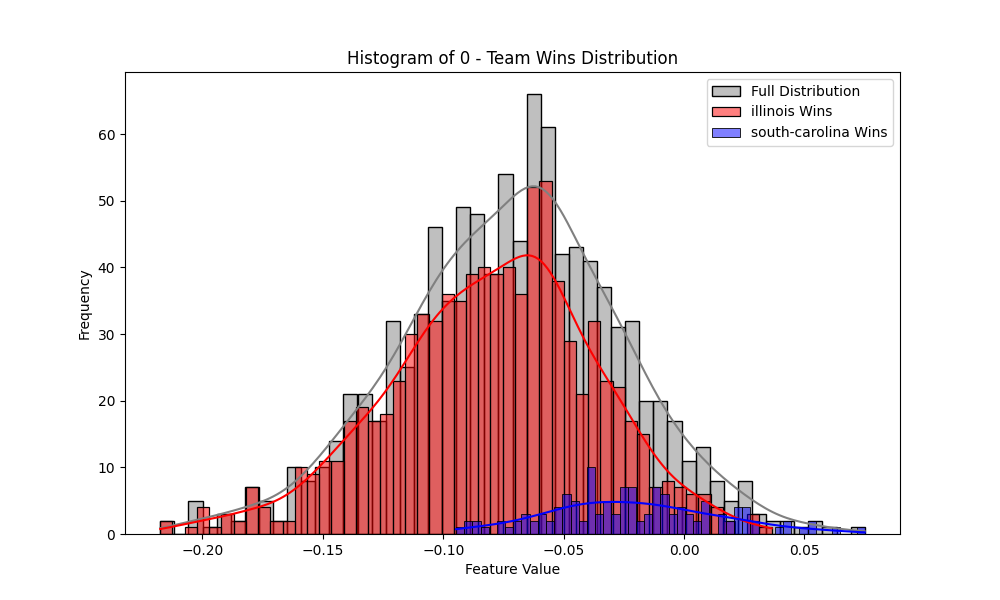 Histogram of 0 - Team Wins Distribution
Full Distribution
illinois Wins
south-carolina Wins
Frequency
60
50
40
30
20
10
0
−0.20
−0.15
−0.10
−0.05
0.00
0.05
Feature Value